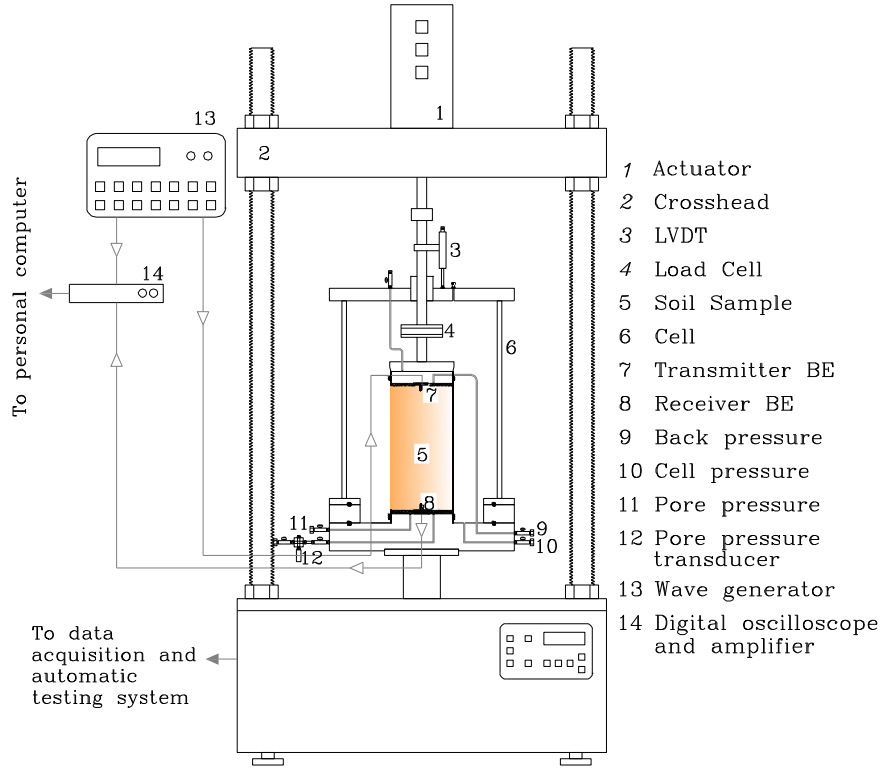 1
13
2
To personal computer
14
3
4
6
7
5
8
11
12
9
10
1 Actuator
2 Crosshead
3 LVDT
4 Load Cell
5 Soil Sample
6 Cell
7 Transmitter BE
8 Receiver BE
9 Back pressure
10 Cell pressure
11 Pore pressure
12 Pore pressure
transducer
13 Wave generator
14 Digital oscilloscope
and amplifier
To data
acquisition and
automatic
testing system